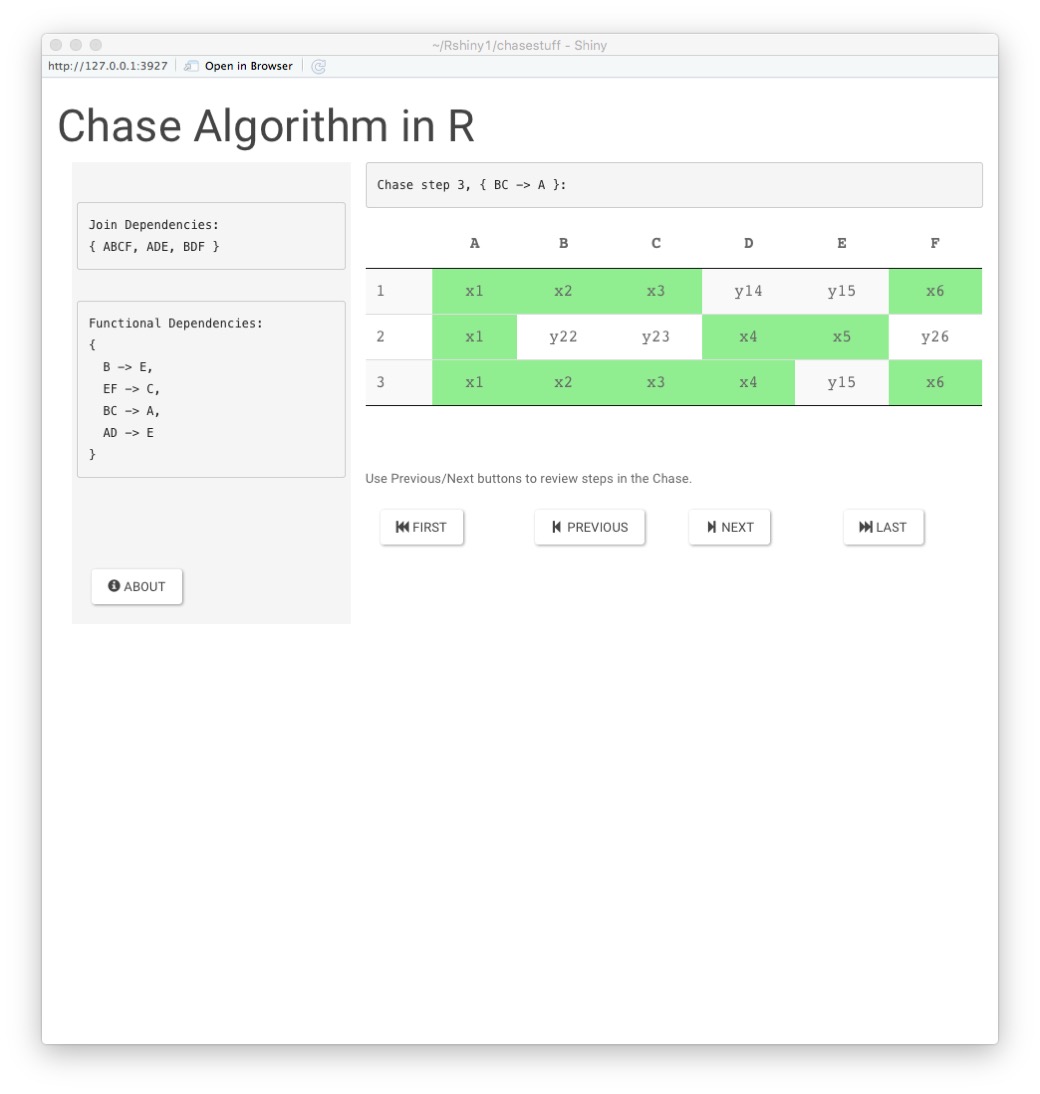 ~/Rshiny1/chasestuff - Shiny
http://127.0.0.1:3927 Open in Browser
Chase Algorithm in R
Join Dependencies:
{ ABCF, ADE, BDF }
Functional Dependencies:
{
B -> E,
EF -> C,
BC -> A,
AD -> E
}
ABOUT
Chase step 3, { BC -> A }:
A B C D E F
1 x1 x2 x3 y14 y15 x6
2 x1 y22 y23 x4 x5 y26
3 x1 x2 x3 x4 y15 x6
Use Previous/Next buttons to review steps in the Chase.
FIRST PREVIOUS NEXT LAST